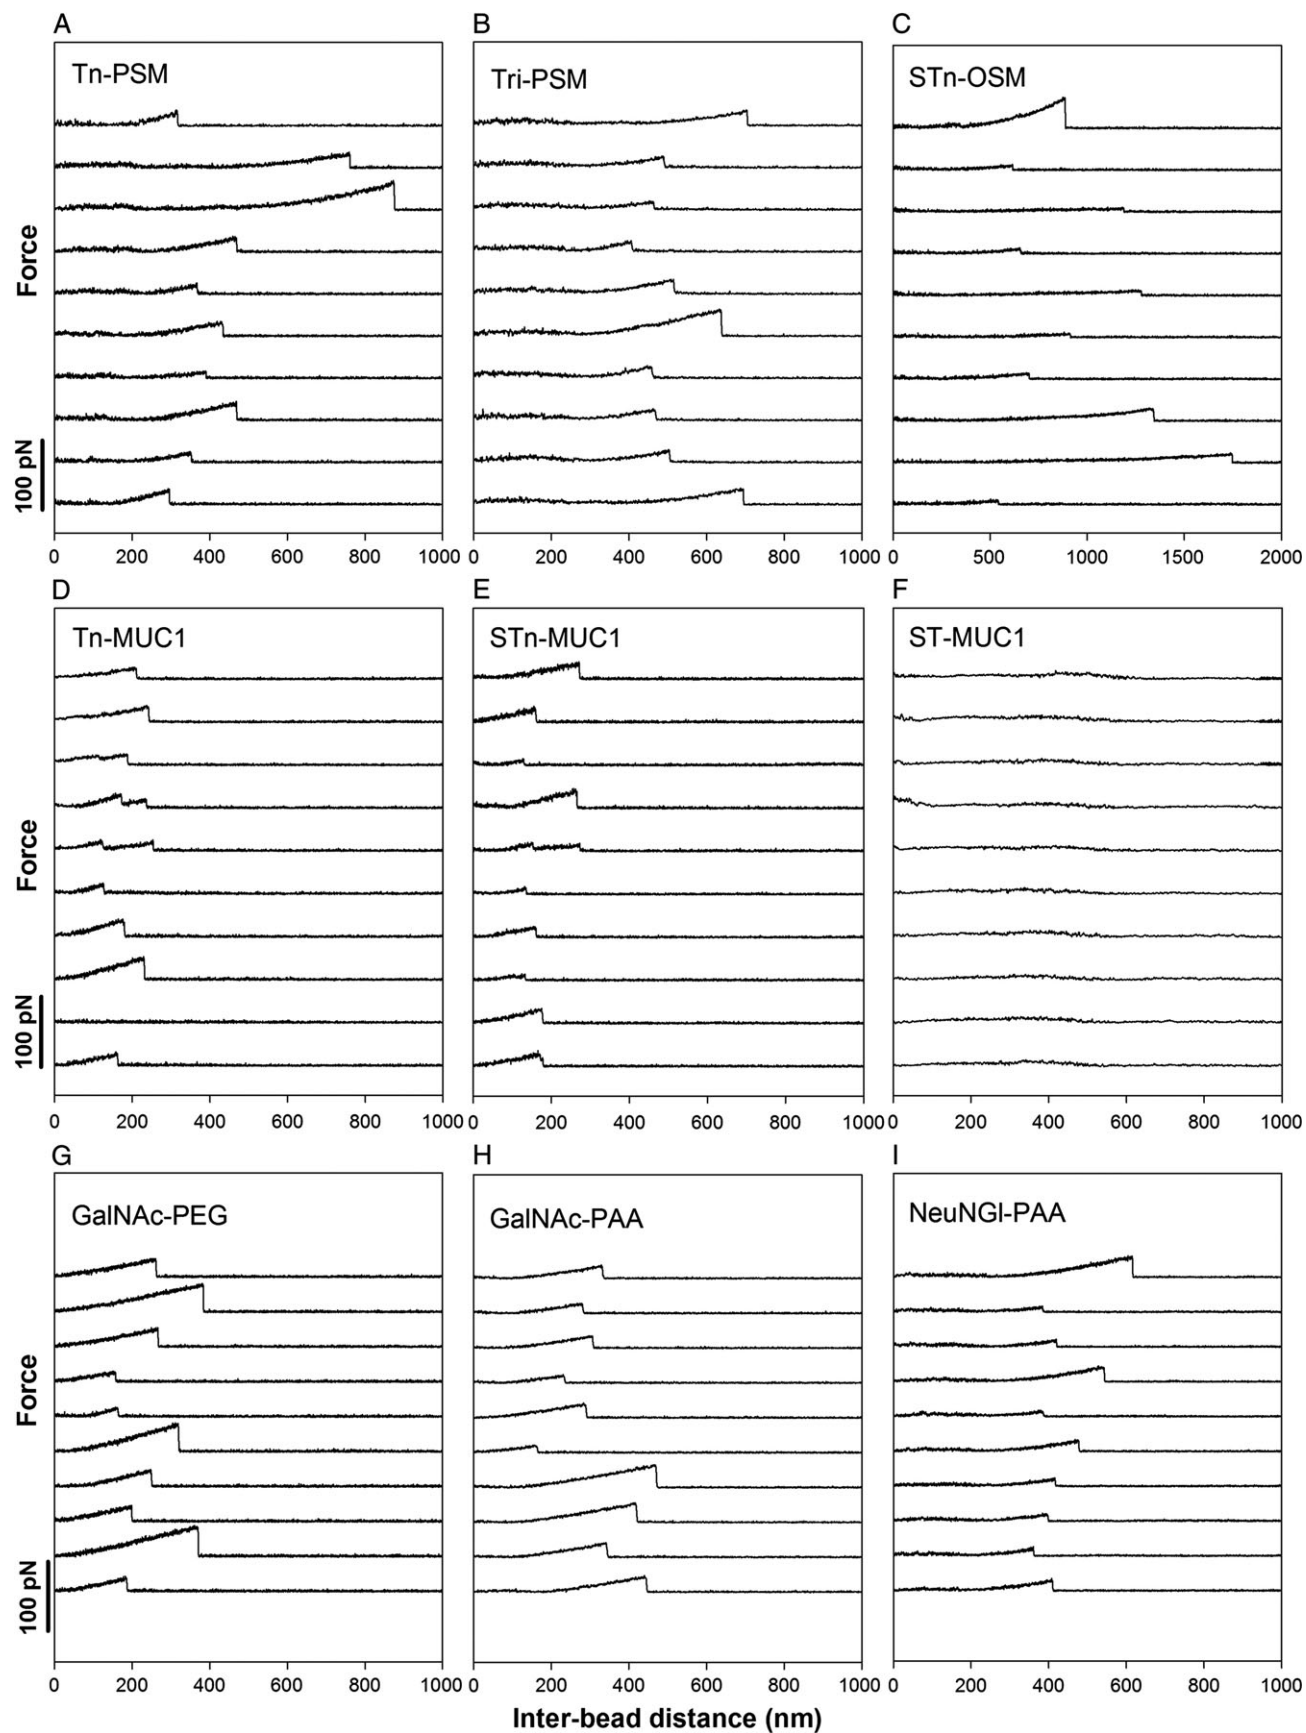 A
B
C
Tn-PSM
Tri-PSM
STn-OSM
Force
100 pN
0 200 400 600 800 1000
0 200 400 600 800 1000
0 500 1000 1500 2000
D
E
F
Tn-MUC1
STn-MUC1
ST-MUC1
Force
100 pN
0 200 400 600 800 1000
0 200 400 600 800 1000
0 200 400 600 800 1000
G
H
I
GalNAc-PEG
GalNAc-PAA
NeuNGl-PAA
Force
100 pN
0 200 400 600 800 1000
0 200 400 600 800 1000
0 200 400 600 800 1000
Inter-bead distance (nm)